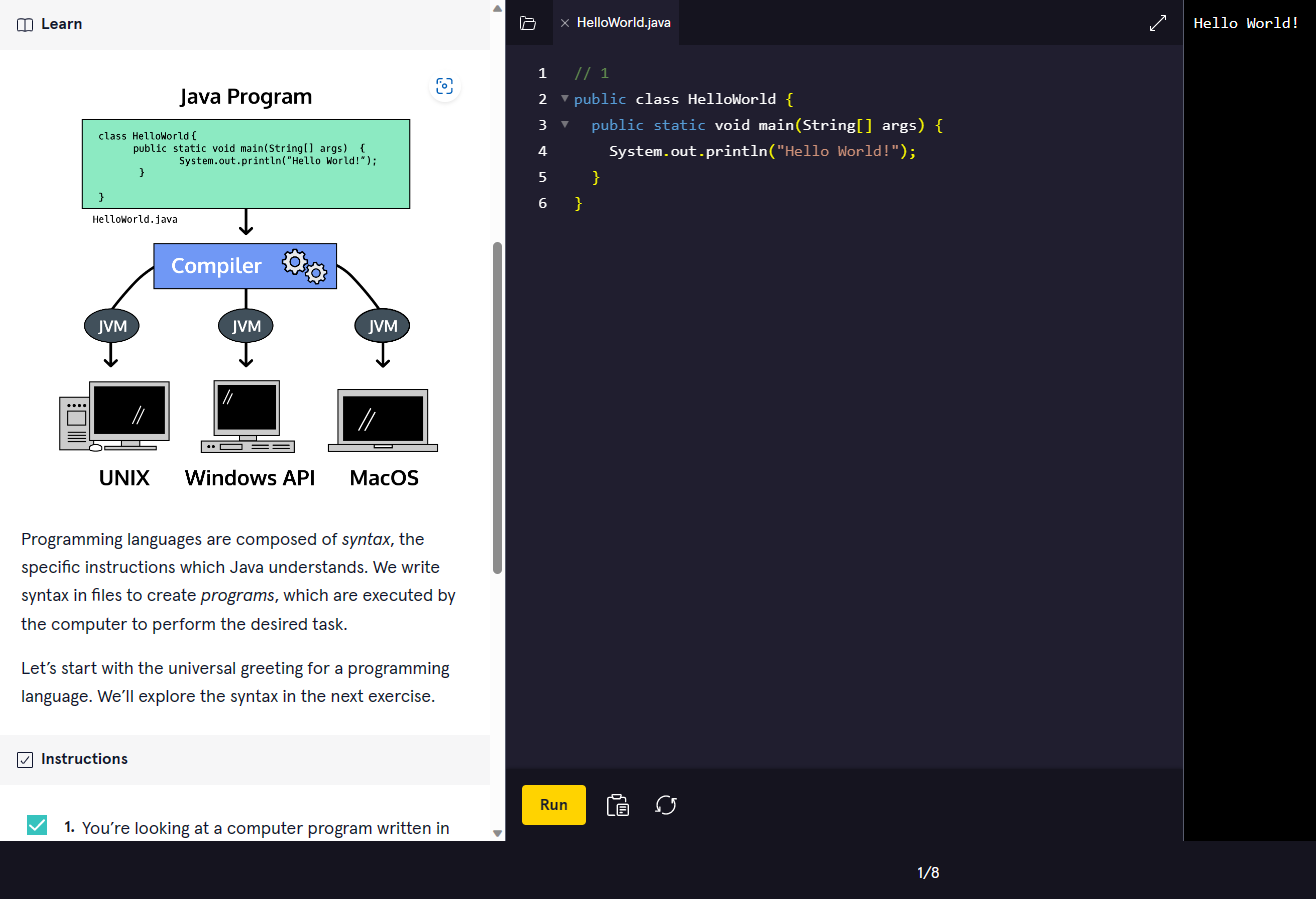 Learn
Java Program
class HelloWorld{
public static void main(String[] args) {
System.out.println("Hello World!");
}
}
HelloWorld.java
Compiler
JVM JVM JVM
UNIX Windows API MacOS
Programming languages are composed of syntax, the
specific instructions which Java understands. We write
syntax in files to create programs, which are executed by
the computer to perform the desired task.
Let's start with the universal greeting for a programming
language. We'll explore the syntax in the next exercise.
Instructions
1. You're looking at a computer program written in
HelloWorld.java
1 // 1
2 public class HelloWorld {
3 public static void main(String[] args) {
4 System.out.println("Hello World!");
5 }
6 }
Run
Hello World!
1/8